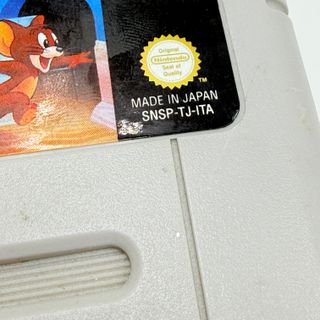 Original
Nintendo
Seal of
Quality
TM
MADE IN JAPAN
SNSP-TJ-ITA